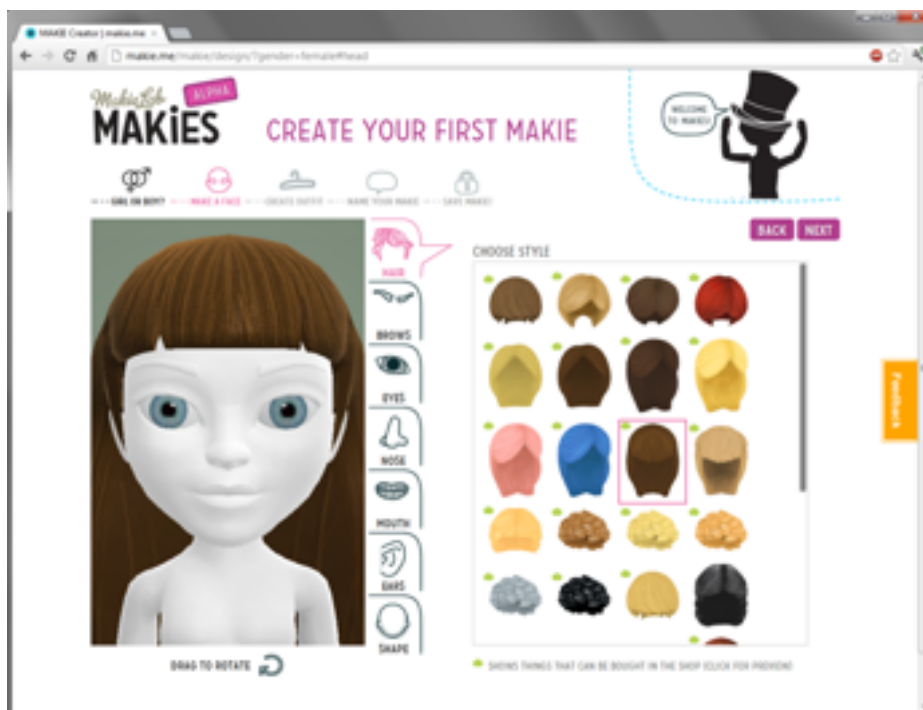 MAKIE Creator | makie.me
makie.me/makie/design/?gender=female#head
MakieLab
ALPHA
MAKiES
CREATE YOUR FIRST MAKIE
WELCOME
TO MAKIES!
GIRL OR BOY?
MAKE A FACE
CREATE OUTFIT
NAME YOUR MAKIE
SAVE MAKIE!
BACK
NEXT
CHOOSE STYLE
HAIR
BROWS
EYES
NOSE
MOUTH
EARS
SHAPE
Feedback
DRAG TO ROTATE
SHOWS THINGS THAT CAN BE BOUGHT IN THE SHOP (CLICK FOR PREVIEW)